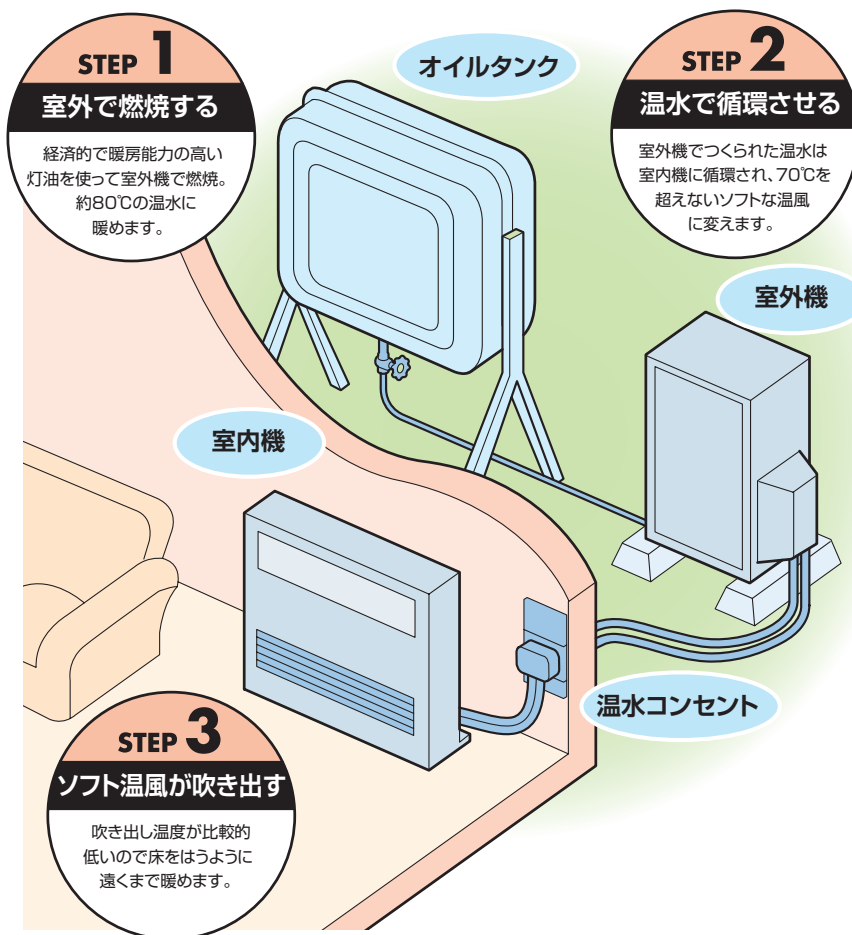 STEP 1
室外で燃焼する
経済的で暖房能力の高い
灯油を使って室外機で燃焼。
約80℃の温水に
暖めます。
オイルタンク
STEP 2
温水で循環させる
室外機でつくられた温水は
室内機に循環され、70℃を
超えないソフトな温風
に変えます。
室外機
室内機
温水コンセント
STEP 3
ソフト温風が吹き出す
吹き出し温度が比較的
低いので床をはうように
遠くまで暖めます。